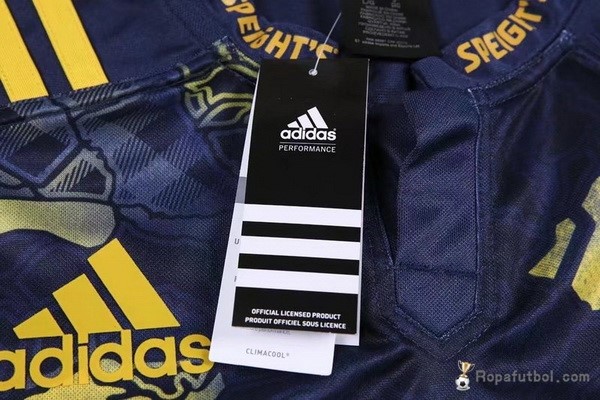 SPEIGHT'S
SPEIGHT'S
adidas
PERFORMANCE
OFFICIAL LICENSED PRODUCT
PRODUIT OFFICIEL SOUS LICENCE
CLIMACOOL®
adidas
Ropafutbol.com